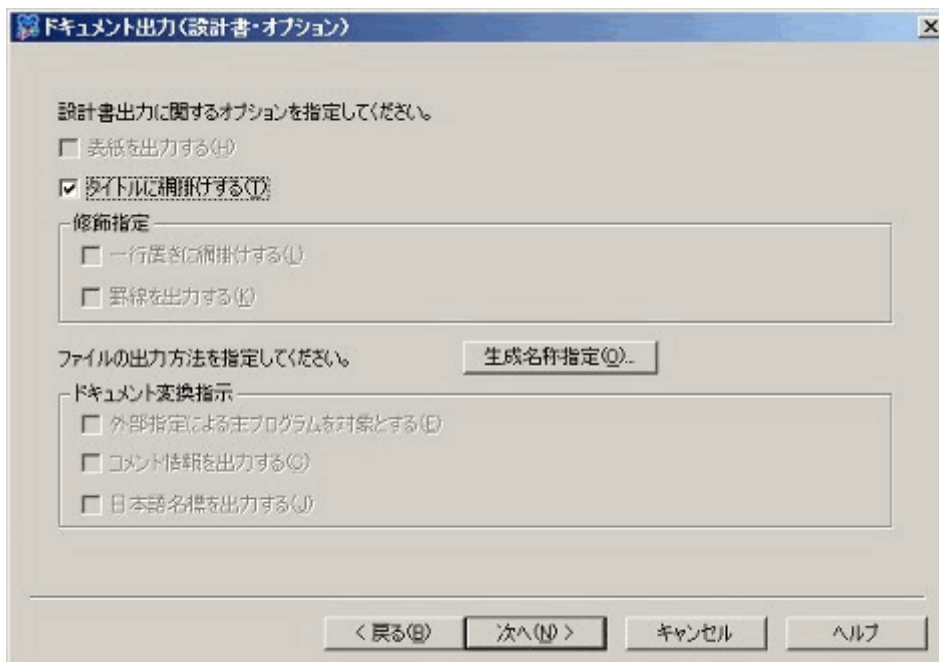 ドキュメント出力(設計書・オプション)
設計書出力に関するオプションを指定してください。
表紙を出力する(H)
タイトルに網掛けする(T)
修飾指定
一行置きに網掛けする(L)
罫線を出力する(K)
ファイルの出力方法を指定してください。
生成名称指定(O)...
ドキュメント変換指示
外部指定による主プログラムを対象とする(E)
コメント情報を出力する(C)
日本語名標を出力する(J)
< 戻る(B)
次へ(N) >
キャンセル
ヘルプ